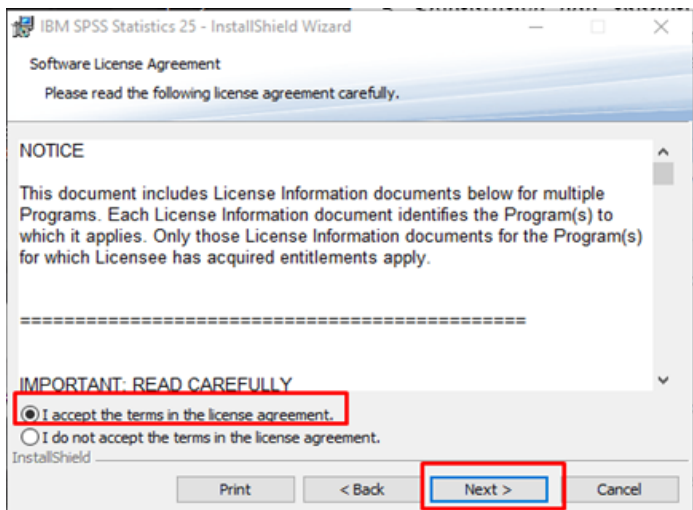 IBM SPSS Statistics 25 - InstallShield Wizard
Software License Agreement
Please read the following license agreement carefully.
NOTICE
This document includes License Information documents below for multiple
Programs. Each License Information document identifies the Program(s) to
which it applies. Only those License Information documents for the Program(s)
for which Licensee has acquired entitlements apply.
==============================================
IMPORTANT: READ CAREFULLY
I accept the terms in the license agreement.
I do not accept the terms in the license agreement.
InstallShield
Print < Back Next > Cancel